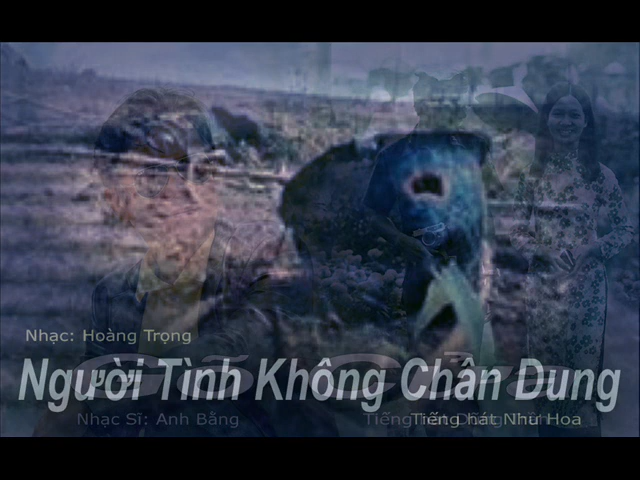 Nhạc: Hoàng Trọng
Người Tình Không Chân Dung
Nhạc Sĩ: Anh Bằng
Tiếng hát Như Hoa